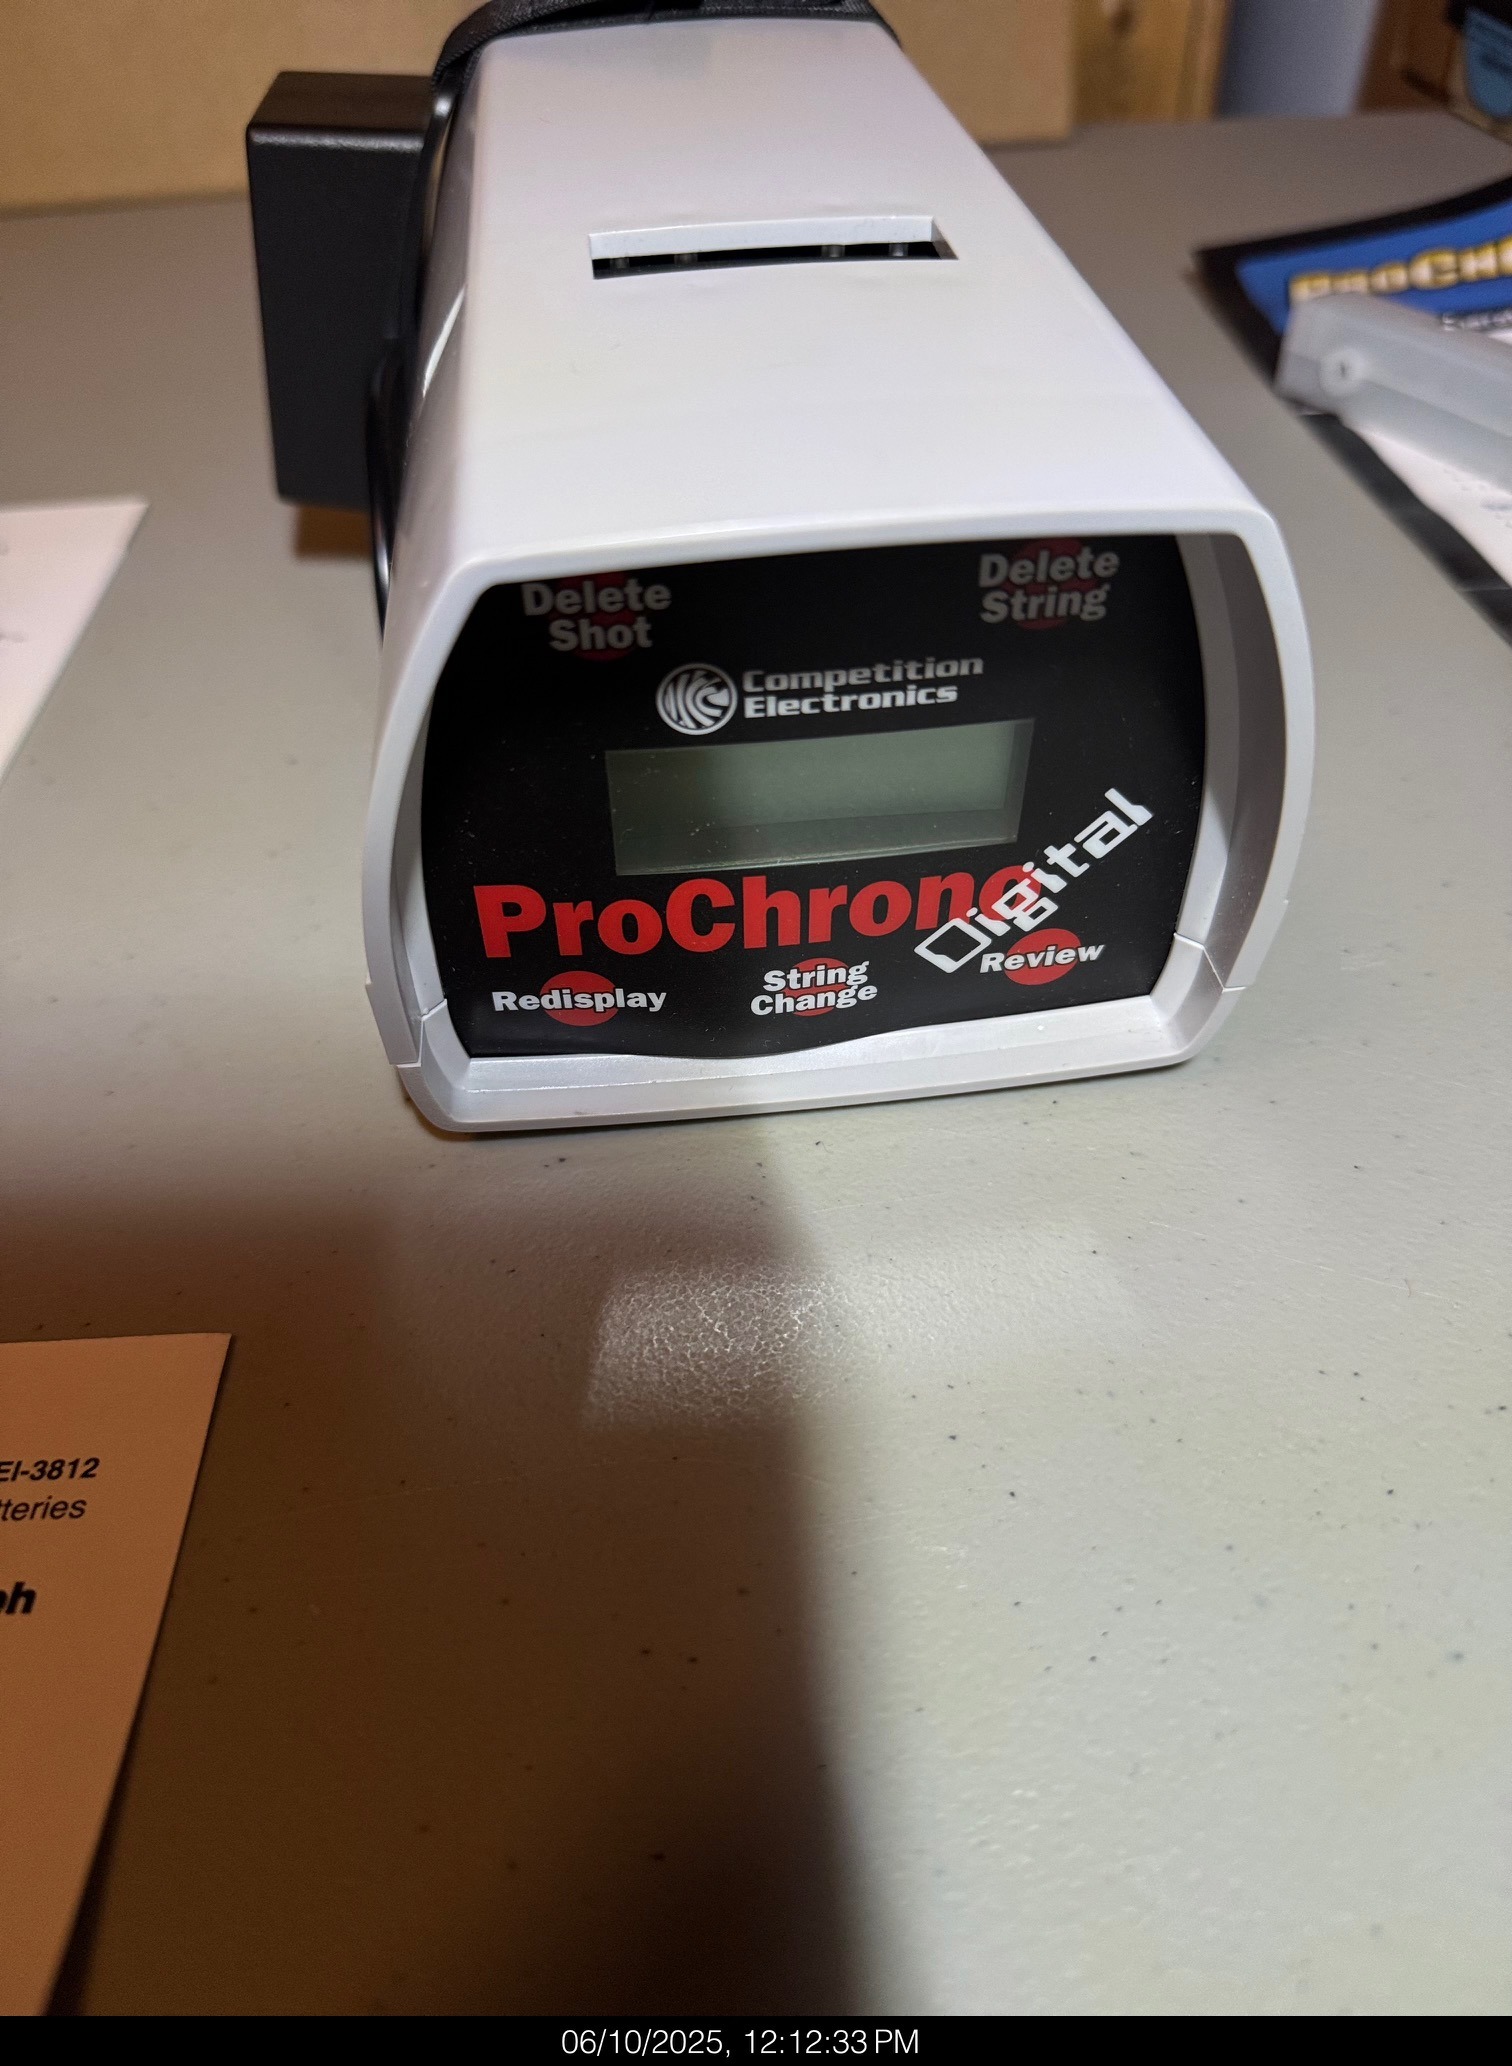 Delete
Shot
Delete
String
Competition
Electronics
ProChrono
Digital
Redisplay
String
Change
Review
EI-3812
06/10/2025, 12:12:33 PM